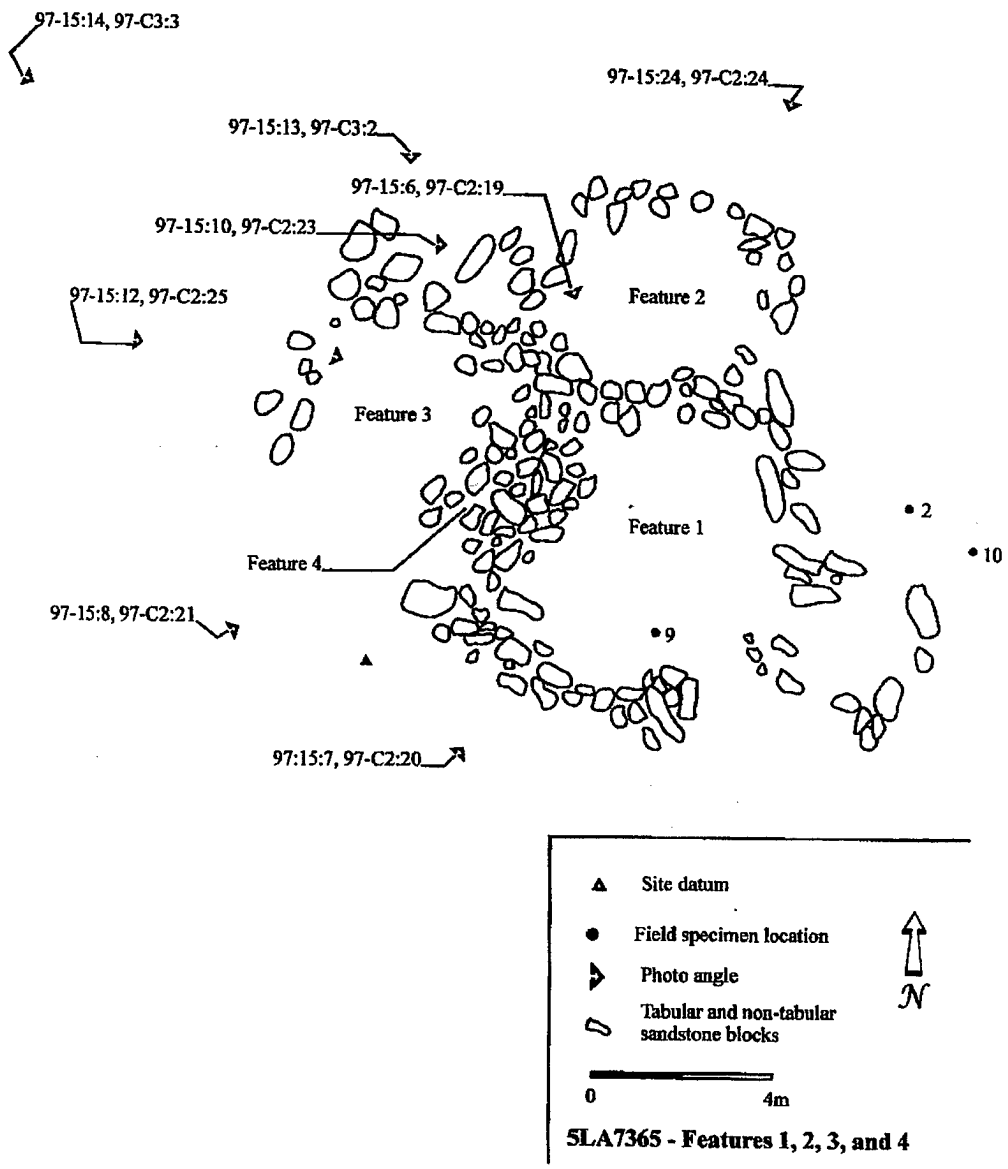 97-15:14, 97-C3:3
97-15:24, 97-C2:24
97-15:13, 97-C3:2
97-15:6, 97-C2:19
97-15:10, 97-C2:23
97-15:12, 97-C2:25
Feature 2
Feature 3
2
Feature 1
10
Feature 4
97-15:8, 97-C2:21
9
97:15:7, 97-C2:20
Site datum
Field specimen location
Photo angle
N
Tabular and non-tabular
sandstone blocks
0 4m
5LA7365 - Features 1, 2, 3, and 4